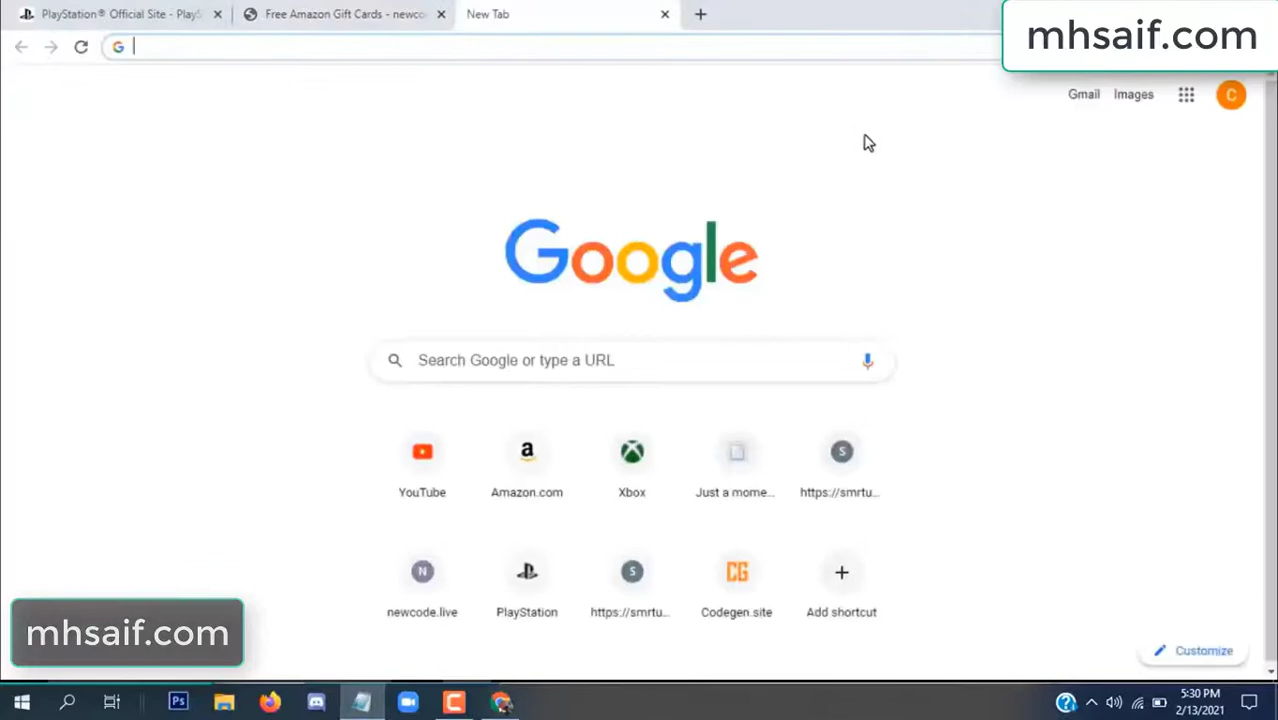 PlayStation® Official Site - PlayS
Free Amazon Gift Cards - newco
New Tab
mhsaif.com
Gmail
Images
C
Google
Search Google or type a URL
YouTube
Amazon.com
Xbox
Just a mome...
https://smrtu...
newcode.live
PlayStation
https://smrtu...
Codegen.site
Add shortcut
mhsaif.com
Customize
5:30 PM
2/13/2021